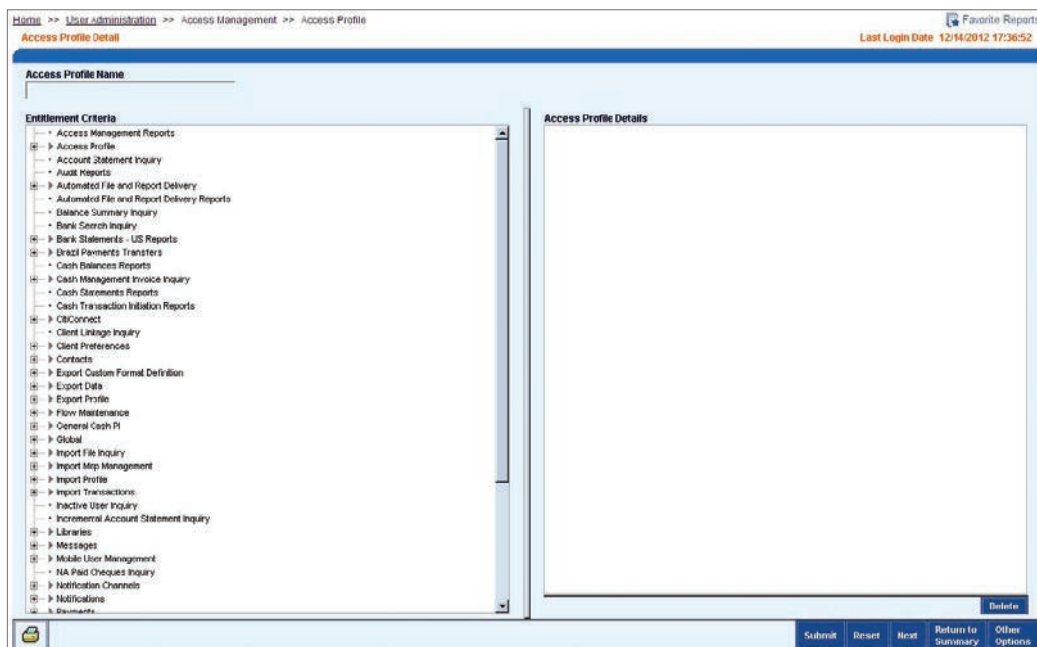 Home >> User Administration >> Access Management >> Access Profile
Favorite Reports
Access Profile Detail
Last Login Date 12/14/2012 17:36:52
Access Profile Name
Entitlement Criteria
Access Management Reports
Access Profile
Account Statement Inquiry
Audit Reports
Automated File and Report Delivery
Automated File and Report Delivery Reports
Balance Summary Inquiry
Bank Search Inquiry
Bank Statements - US Reports
Brazil Payments Transfers
Cash Balances Reports
Cash Management Invoice Inquiry
Cash Statements Reports
Cash Transaction Initiation Reports
CitiConnect
Client Linkage Inquiry
Client Preferences
Contacts
Export Custom Format Definition
Export Data
Export Profile
Flow Maintenance
General Cash PI
Global
Import File Inquiry
Import Map Management
Import Profile
Import Transactions
Inactive User Inquiry
Incremental Account Statement Inquiry
Libraries
Messages
Mobile User Management
NA Paid Cheques Inquiry
Notification Channels
Notifications
Payments
Access Profile Details
Delete
Submit
Reset
Next
Return to Summary
Other Options